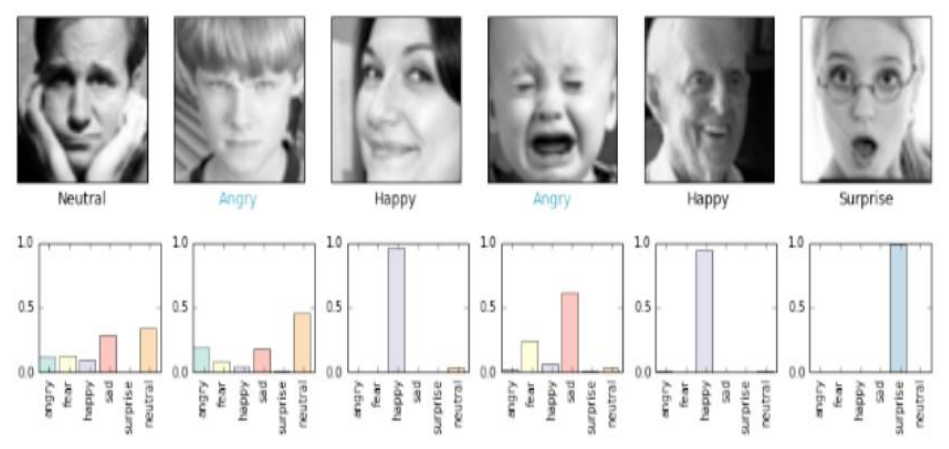 Neutral Angry Happy Angry Happy Surprise
1.0 1.0 1.0 1.0 1.0 1.0
0.5 0.5 0.5 0.5 0.5 0.5
0.0 0.0 0.0 0.0 0.0 0.0
angry fear happy sad surprise neutral angry fear happy sad surprise neutral angry fear happy sad surprise neutral angry fear happy sad surprise neutral angry fear happy sad surprise neutral angry fear happy sad surprise neutral